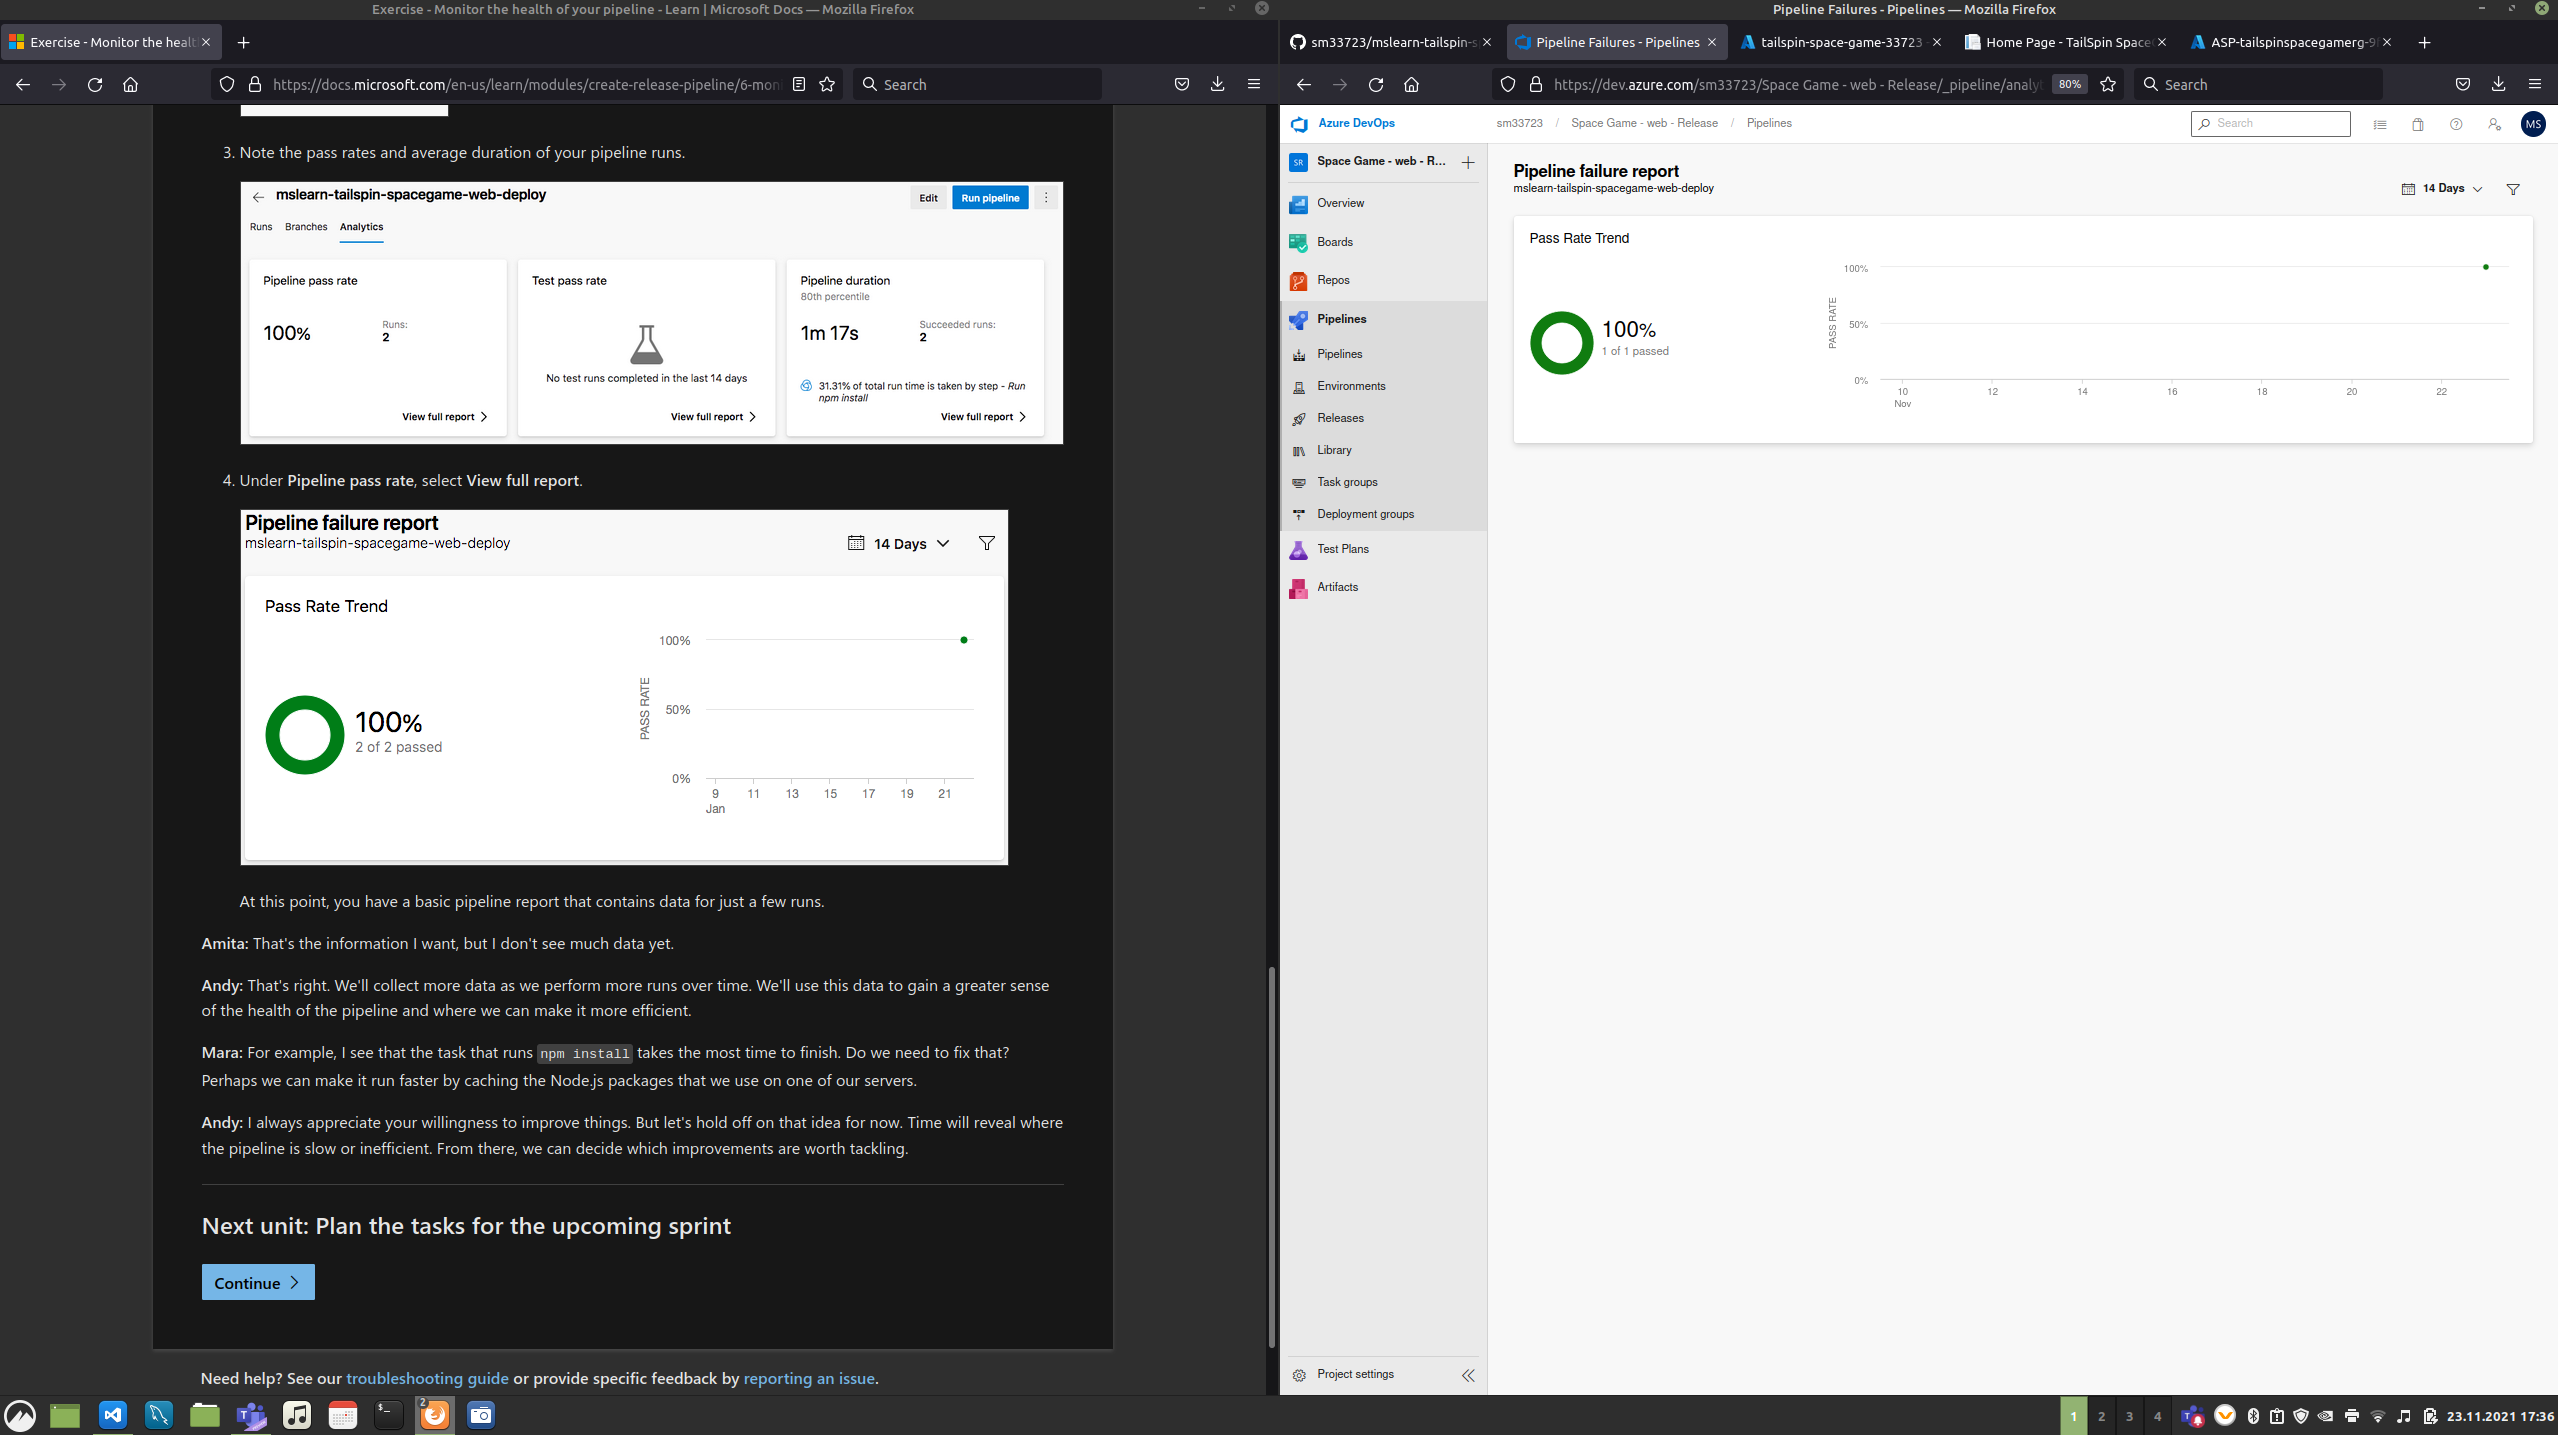 Exercise - Monitor the health of your pipeline - Learn | Microsoft Docs — Mozilla Firefox
Exercise - Monitor the healt
https://docs.microsoft.com/en-us/learn/modules/create-release-pipeline/6-mon
Search
3. Note the pass rates and average duration of your pipeline runs.
mslearn-tailspin-spacegame-web-deploy
Edit
Run pipeline
Runs Branches Analytics
Pipeline pass rate
100%
Runs:
2
View full report
Test pass rate
No test runs completed in the last 14 days
View full report
Pipeline duration
80th percentile
1m 17s
Succeeded runs:
2
31.31% of total run time is taken by step - Run
npm install
View full report
4. Under Pipeline pass rate, select View full report.
Pipeline failure report
mslearn-tailspin-spacegame-web-deploy
14 Days
Pass Rate Trend
100%
2 of 2 passed
PASS RATE
100%
50%
0%
9 11 13 15 17 19 21
Jan
At this point, you have a basic pipeline report that contains data for just a few runs.
Amita: That's the information I want, but I don't see much data yet.
Andy: That's right. We'll collect more data as we perform more runs over time. We'll use this data to gain a greater sense
of the health of the pipeline and where we can make it more efficient.
Mara: For example, I see that the task that runs npm install takes the most time to finish. Do we need to fix that?
Perhaps we can make it run faster by caching the Node.js packages that we use on one of our servers.
Andy: I always appreciate your willingness to improve things. But let's hold off on that idea for now. Time will reveal where
the pipeline is slow or inefficient. From there, we can decide which improvements are worth tackling.
Next unit: Plan the tasks for the upcoming sprint
Continue
Need help? See our troubleshooting guide or provide specific feedback by reporting an issue.
Pipeline Failures - Pipelines — Mozilla Firefox
sm33723/mslearn-tailspin-s
Pipeline Failures - Pipelines
tailspin-space-game-33723 -
Home Page - TailSpin Space
ASP-tailspinspacegamerg-9f
https://dev.azure.com/sm33723/Space Game - web - Release/_pipeline/analyt
80%
Search
Azure DevOps
sm33723 / Space Game - web - Release / Pipelines
Search
MS
SR
Space Game - web - R...
Overview
Boards
Repos
Pipelines
Pipelines
Environments
Releases
Library
Task groups
Deployment groups
Test Plans
Artifacts
Project settings
Pipeline failure report
mslearn-tailspin-spacegame-web-deploy
14 Days
Pass Rate Trend
100%
1 of 1 passed
PASS RATE
100%
50%
0%
10 12 14 16 18 20 22
Nov
2
1 2 3 4
23.11.2021 17:36